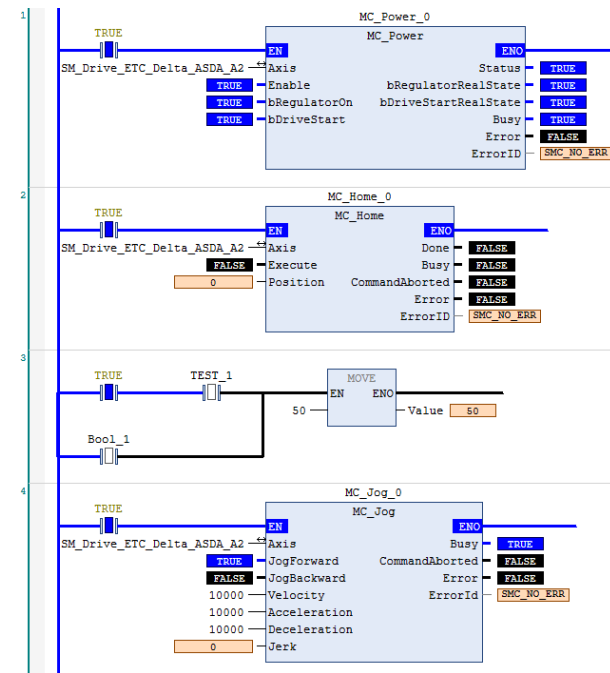 1
MC_Power_0
TRUE
MC_Power
EN
ENO
SM_Drive_ETC_Delta_ASDA_A2
Axis
Status
TRUE
TRUE
Enable
bRegulatorRealState
TRUE
TRUE
bRegulatorOn
bDriveStartRealState
TRUE
TRUE
bDriveStart
Busy
TRUE
Error
FALSE
ErrorID
SMC_NO_ERR
2
MC_Home_0
TRUE
MC_Home
EN
ENO
SM_Drive_ETC_Delta_ASDA_A2
Axis
Done
FALSE
FALSE
Execute
Busy
FALSE
0
Position
CommandAborted
FALSE
Error
FALSE
ErrorID
SMC_NO_ERR
3
TRUE
TEST_1
MOVE
EN
ENO
50
Value
50
Bool_1
4
MC_Jog_0
TRUE
MC_Jog
EN
ENO
SM_Drive_ETC_Delta_ASDA_A2
Axis
Busy
TRUE
TRUE
JogForward
CommandAborted
FALSE
FALSE
JogBackward
Error
FALSE
10000
Velocity
ErrorId
SMC_NO_ERR
10000
Acceleration
10000
Deceleration
0
Jerk